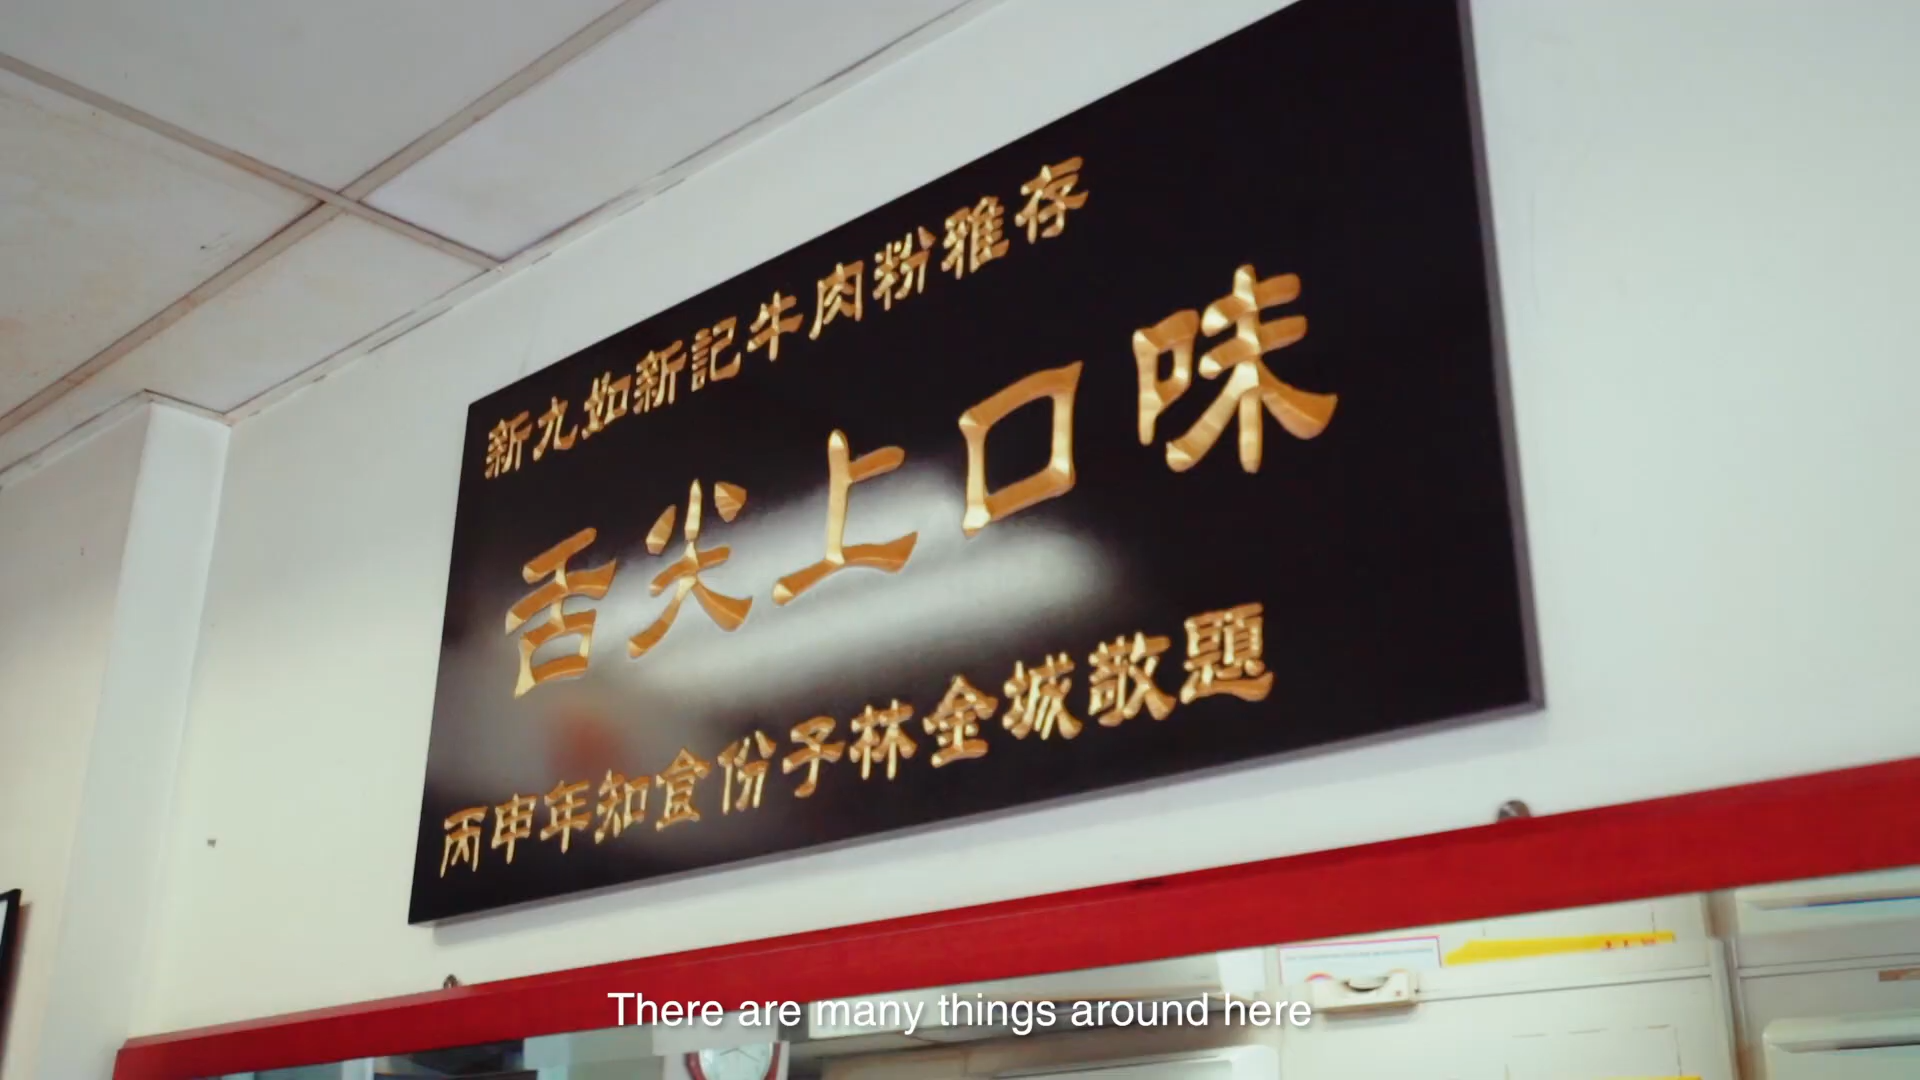 新九如新記牛肉粉雅存
舌尖上口味
丙申年知食份子林金城敬題
There are many things around here